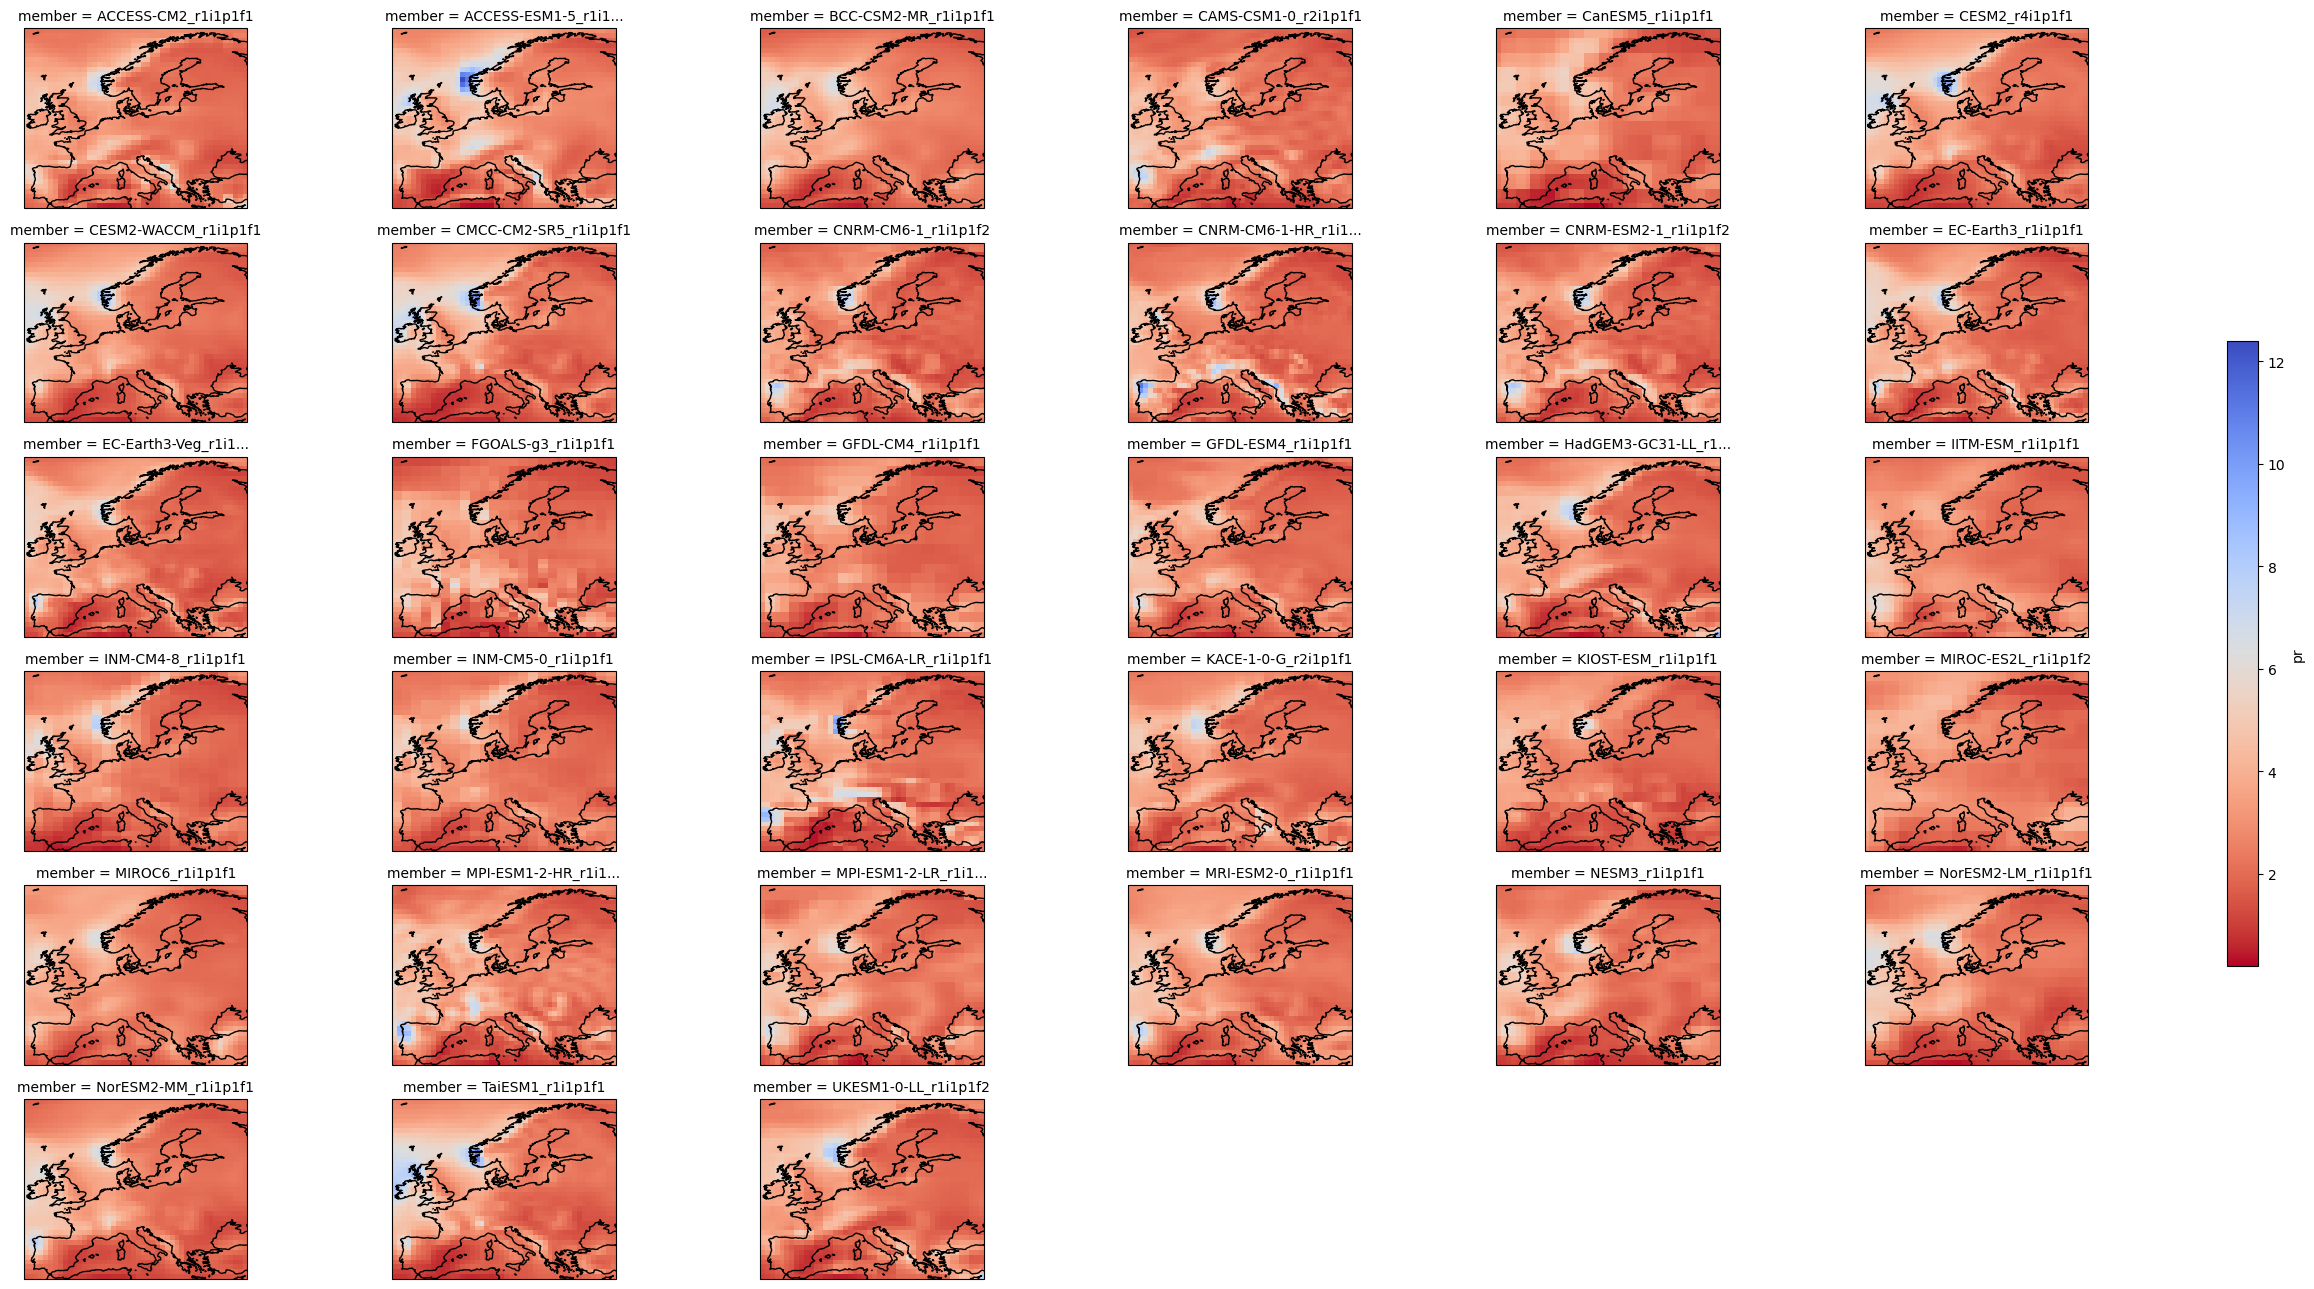 member = ACCESS-CM2_r1i1p1f1
member = ACCESS-ESM1-5_r1i1...
member = BCC-CSM2-MR_r1i1p1f1
member = CAMS-CSM1-0_r2i1p1f1
member = CanESM5_r1i1p1f1
member = CESM2_r4i1p1f1
member = CESM2-WACCM_r1i1p1f1
member = CMCC-CM2-SR5_r1i1p1f1
member = CNRM-CM6-1_r1i1p1f2
member = CNRM-CM6-1-HR_r1i1...
member = CNRM-ESM2-1_r1i1p1f2
member = EC-Earth3_r1i1p1f1
member = EC-Earth3-Veg_r1i1...
member = FGOALS-g3_r1i1p1f1
member = GFDL-CM4_r1i1p1f1
member = GFDL-ESM4_r1i1p1f1
member = HadGEM3-GC31-LL_r1...
member = IITM-ESM_r1i1p1f1
member = INM-CM4-8_r1i1p1f1
member = INM-CM5-0_r1i1p1f1
member = IPSL-CM6A-LR_r1i1p1f1
member = KACE-1-0-G_r2i1p1f1
member = KIOST-ESM_r1i1p1f1
member = MIROC-ES2L_r1i1p1f2
member = MIROC6_r1i1p1f1
member = MPI-ESM1-2-HR_r1i1...
member = MPI-ESM1-2-LR_r1i1...
member = MRI-ESM2-0_r1i1p1f1
member = NESM3_r1i1p1f1
member = NorESM2-LM_r1i1p1f1
member = NorESM2-MM_r1i1p1f1
member = TaiESM1_r1i1p1f1
member = UKESM1-0-LL_r1i1p1f2
12
10
8
6
4
2
pr